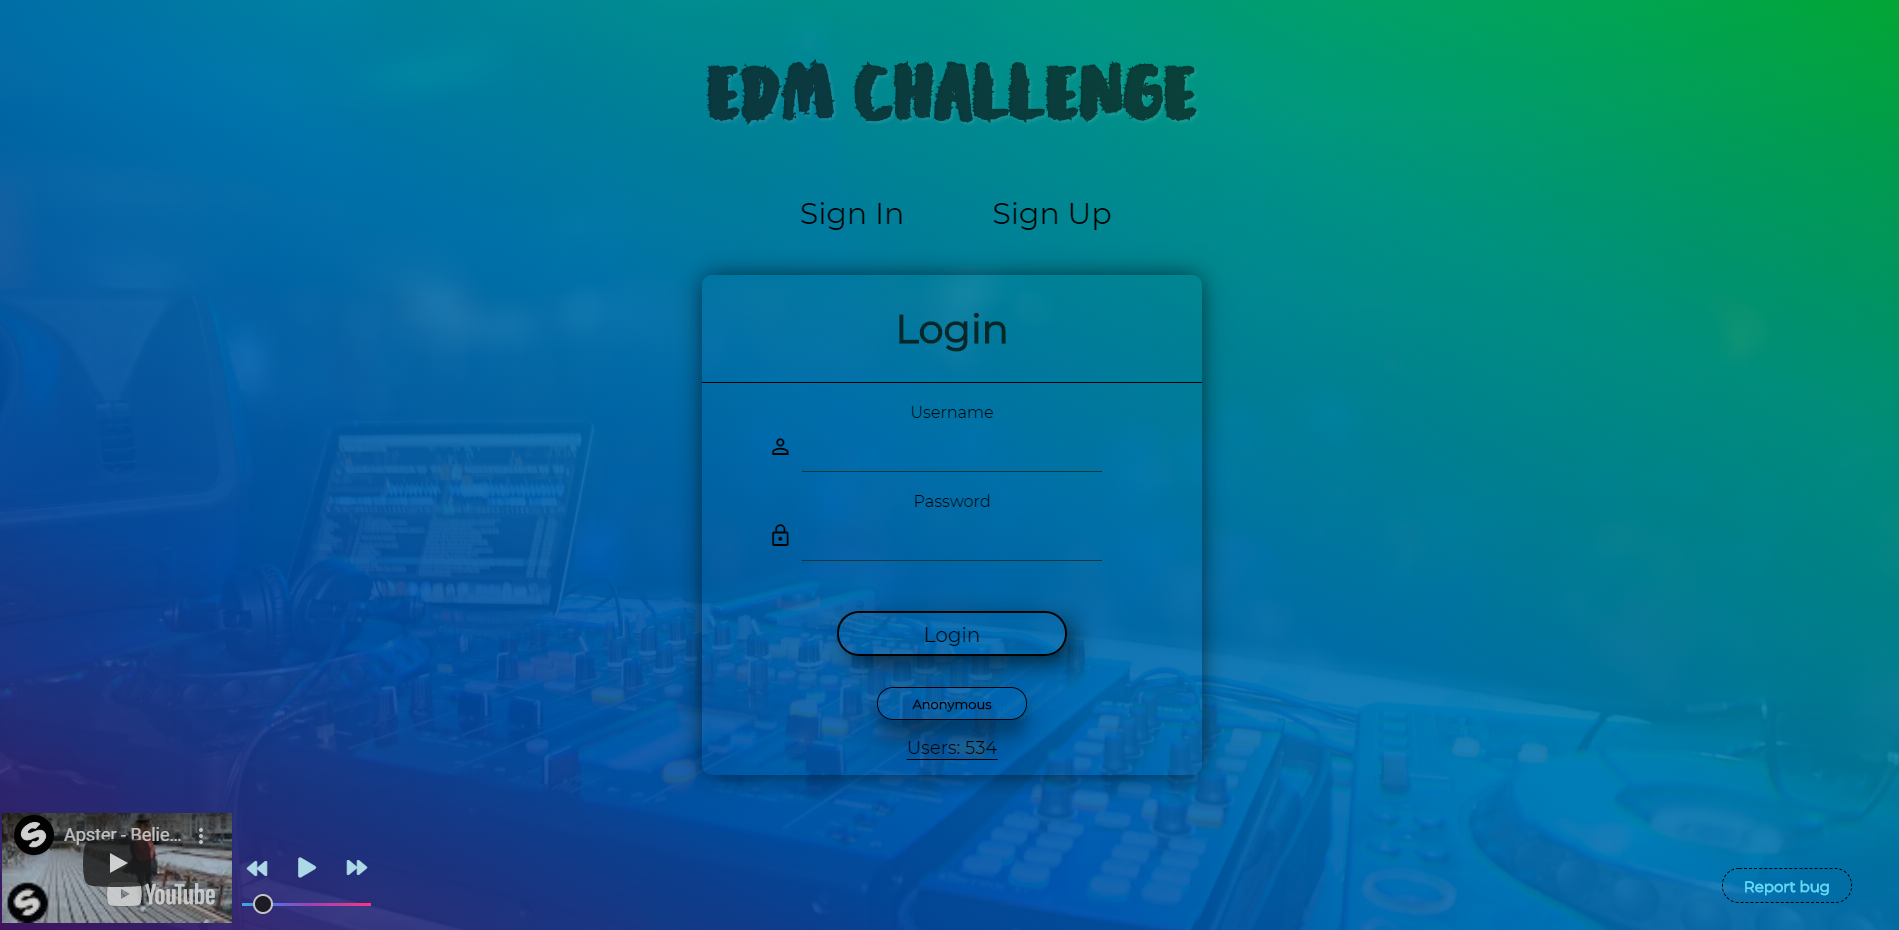 EDM CHALLENGE
Sign In
Sign Up
Login
Username
Password
Login
Anonymous
Users: 534
Apster - Belie...
YouTube
Report bug